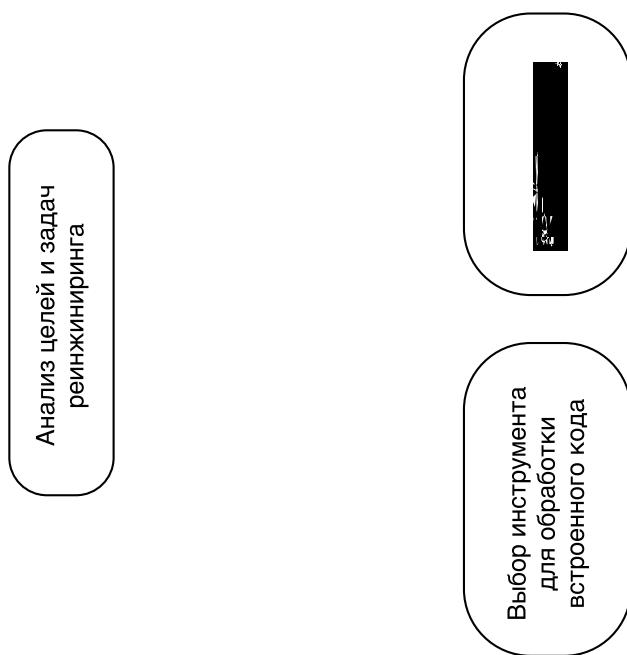 Анализ целей и задач
реинжиниринга
Выбор инструмента
для обработки
встроенного кода